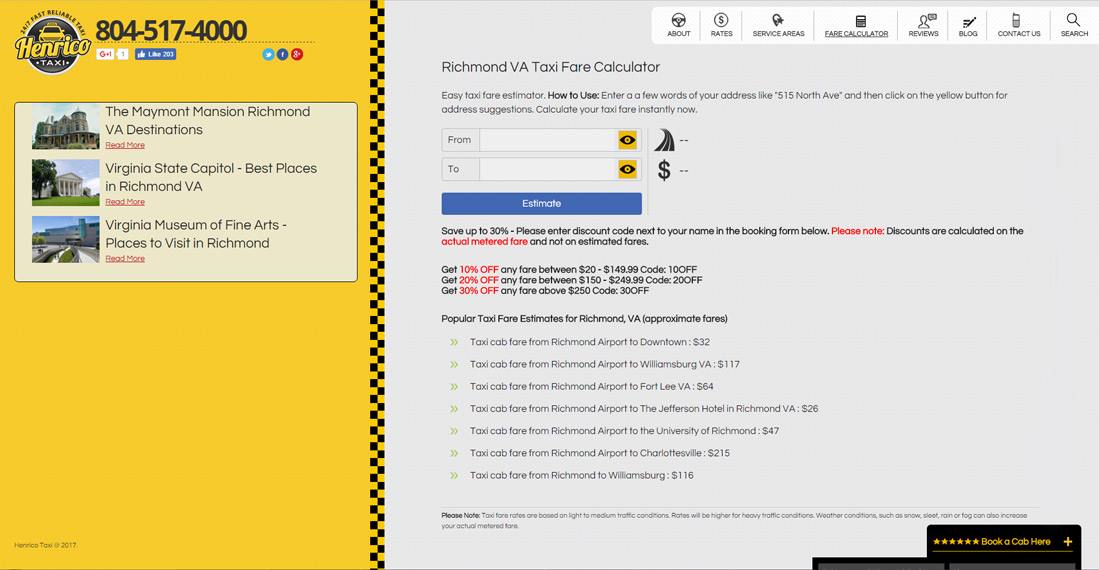 24/7 FAST RELIABLE TAXI
Henrico
TAXI
804-517-4000
G+1 1 Like 203
ABOUT RATES SERVICE AREAS FARE CALCULATOR REVIEWS BLOG CONTACT US SEARCH
The Maymont Mansion Richmond
VA Destinations
Read More
Virginia State Capitol - Best Places
in Richmond VA
Read More
Virginia Museum of Fine Arts -
Places to Visit in Richmond
Read More
Henrico Taxi @ 2017.
Richmond VA Taxi Fare Calculator
Easy taxi fare estimator. How to Use: Enter a a few words of your address like "515 North Ave" and then click on the yellow button for
address suggestions. Calculate your taxi fare instantly now.
From --
To $ --
Estimate
Save up to 30% - Please enter discount code next to your name in the booking form below. Please note: Discounts are calculated on the
actual metered fare and not on estimated fares.
Get 10% OFF any fare between $20 - $149.99 Code: 10OFF
Get 20% OFF any fare between $150 - $249.99 Code: 20OFF
Get 30% OFF any fare above $250 Code: 30OFF
Popular Taxi Fare Estimates for Richmond, VA (approximate fares)
Taxi cab fare from Richmond Airport to Downtown : $32
Taxi cab fare from Richmond Airport to Williamsburg VA : $117
Taxi cab fare from Richmond Airport to Fort Lee VA : $64
Taxi cab fare from Richmond Airport to The Jefferson Hotel in Richmond VA : $26
Taxi cab fare from Richmond Airport to the University of Richmond : $47
Taxi cab fare from Richmond Airport to Charlottesville : $215
Taxi cab fare from Richmond to Williamsburg : $116
Please Note: Taxi fare rates are based on light to medium traffic conditions. Rates will be higher for heavy traffic conditions. Weather conditions, such as snow, sleet, rain or fog can also increase
your actual metered fare.
★★★★★★ Book a Cab Here +